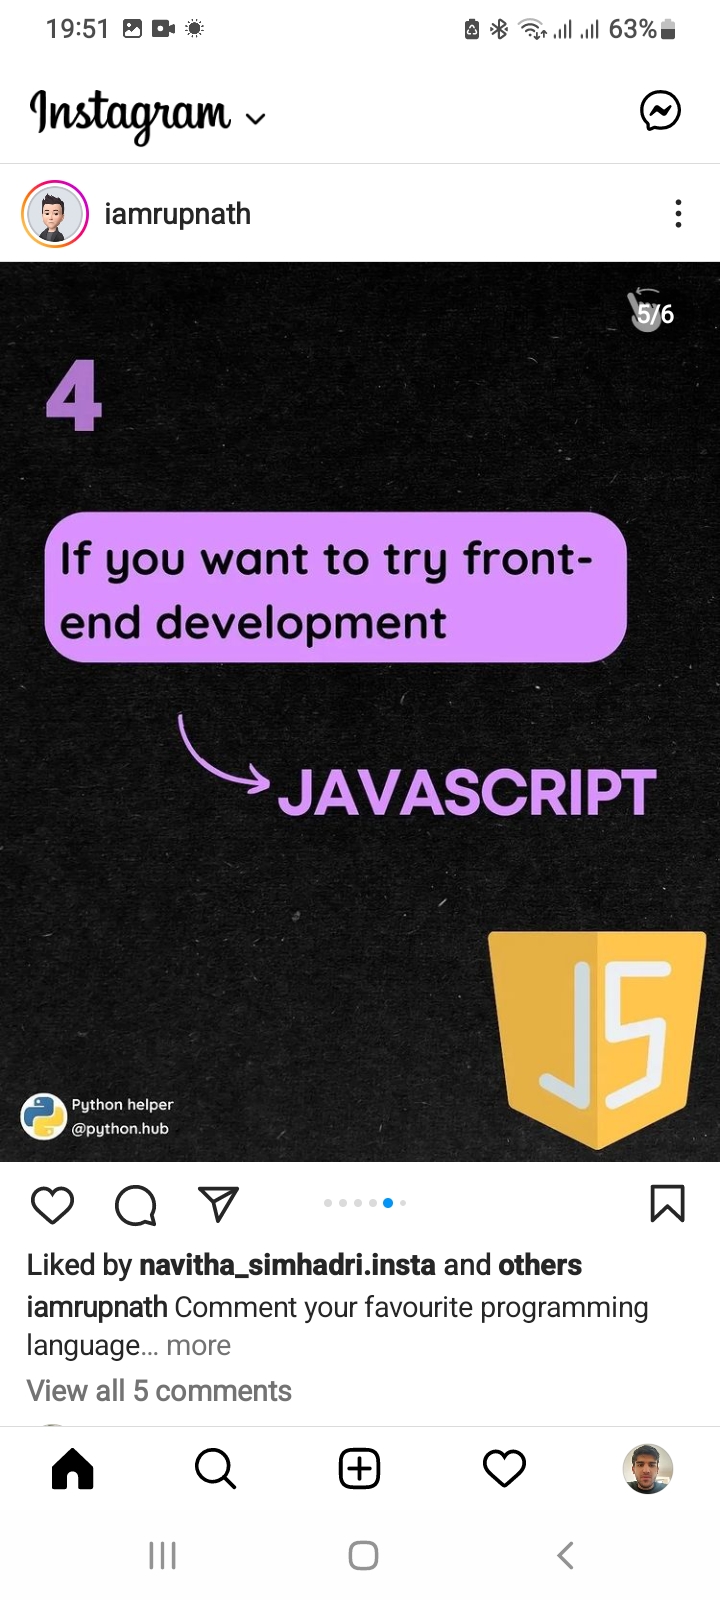 19:51 63%
Instagram
iamrupnath
5/6
4
If you want to try front-
end development
JAVASCRIPT
JS
Python helper
@python.hub
Liked by navitha_simhadri.insta and others
iamrupnath Comment your favourite programming
language... more
View all 5 comments